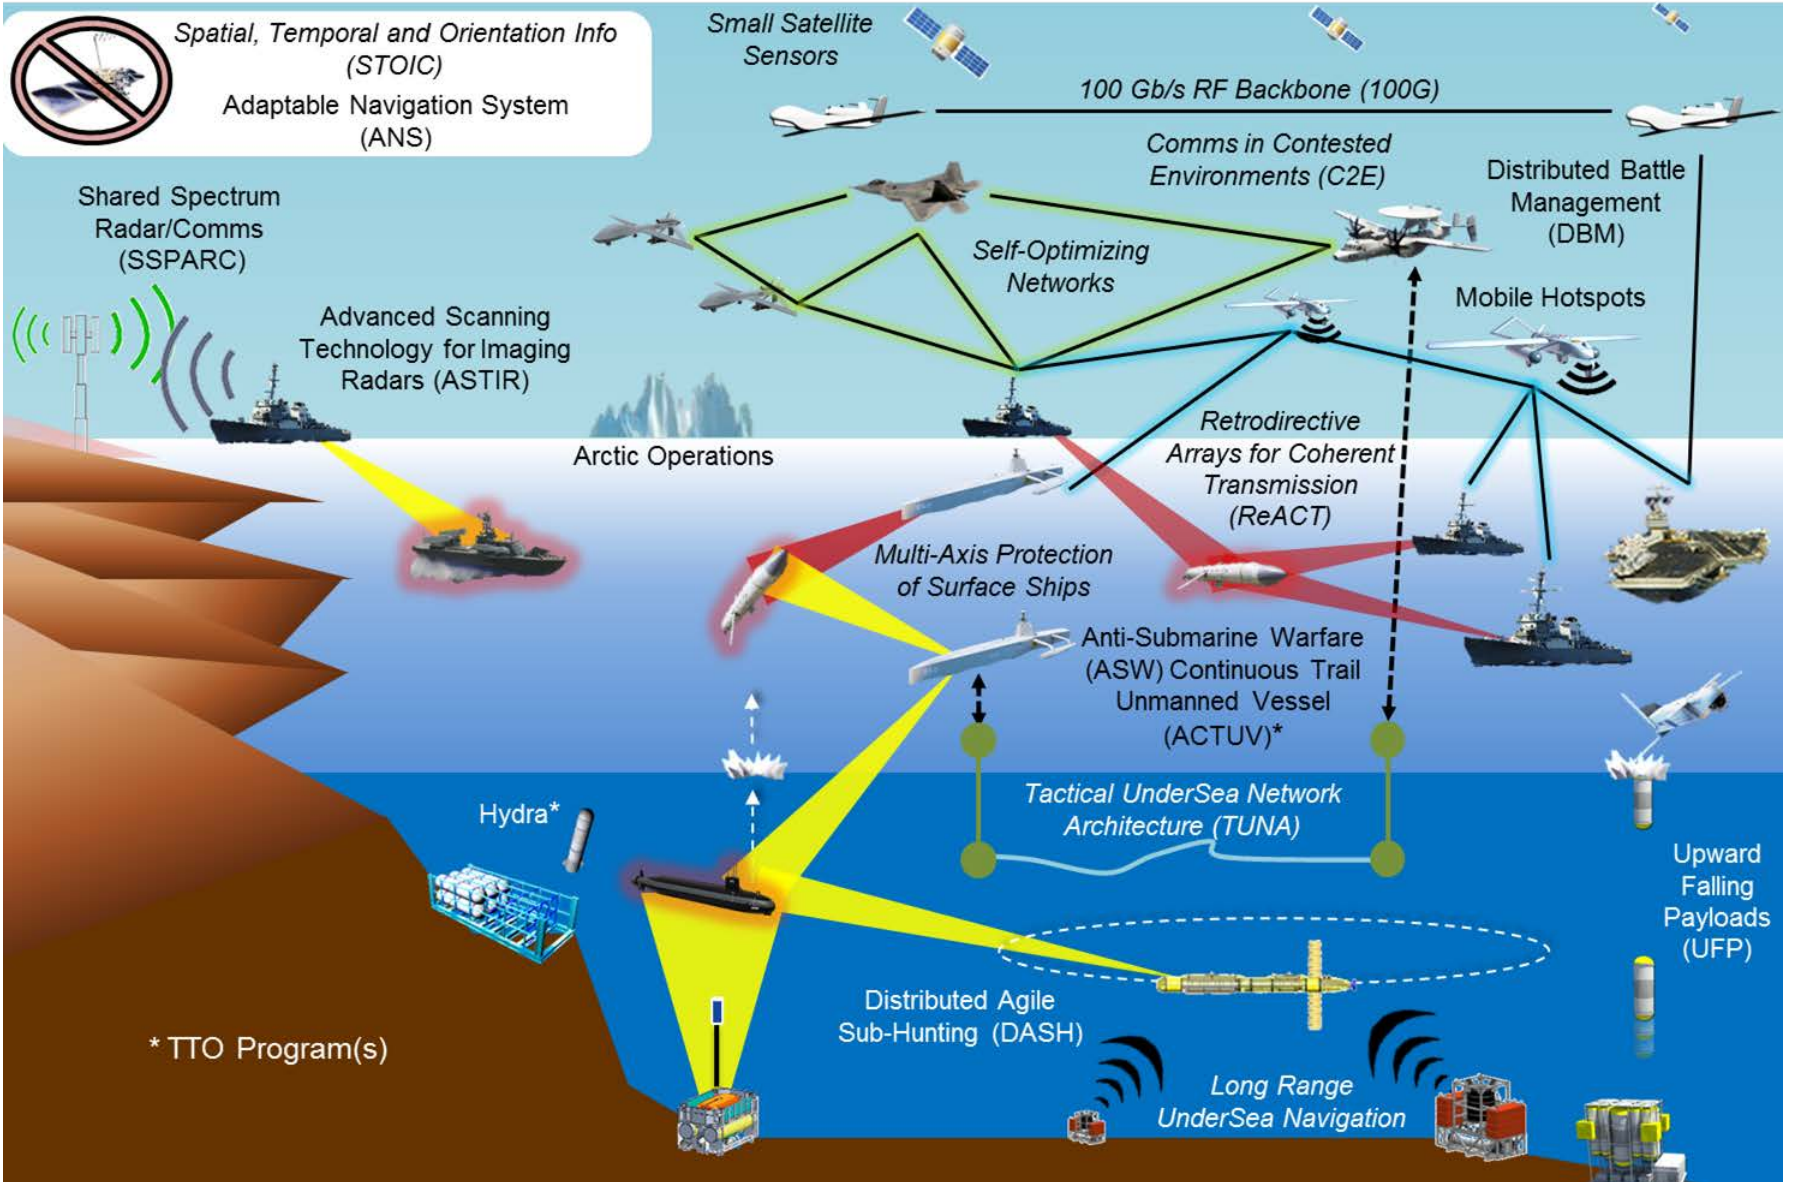 Spatial, Temporal and Orientation Info
(STOIC)
Adaptable Navigation System
(ANS)
Small Satellite
Sensors
100 Gb/s RF Backbone (100G)
Comms in Contested
Environments (C2E)
Distributed Battle
Management
(DBM)
Shared Spectrum
Radar/Comms
(SSPARC)
Self-Optimizing
Networks
Mobile Hotspots
Advanced Scanning
Technology for Imaging
Radars (ASTIR)
Arctic Operations
Retrodirective
Arrays for Coherent
Transmission
(ReACT)
Multi-Axis Protection
of Surface Ships
Anti-Submarine Warfare
(ASW) Continuous Trail
Unmanned Vessel
(ACTUV)*
Hydra*
Tactical UnderSea Network
Architecture (TUNA)
Upward
Falling
Payloads
(UFP)
Distributed Agile
Sub-Hunting (DASH)
* TTO Program(s)
Long Range
UnderSea Navigation